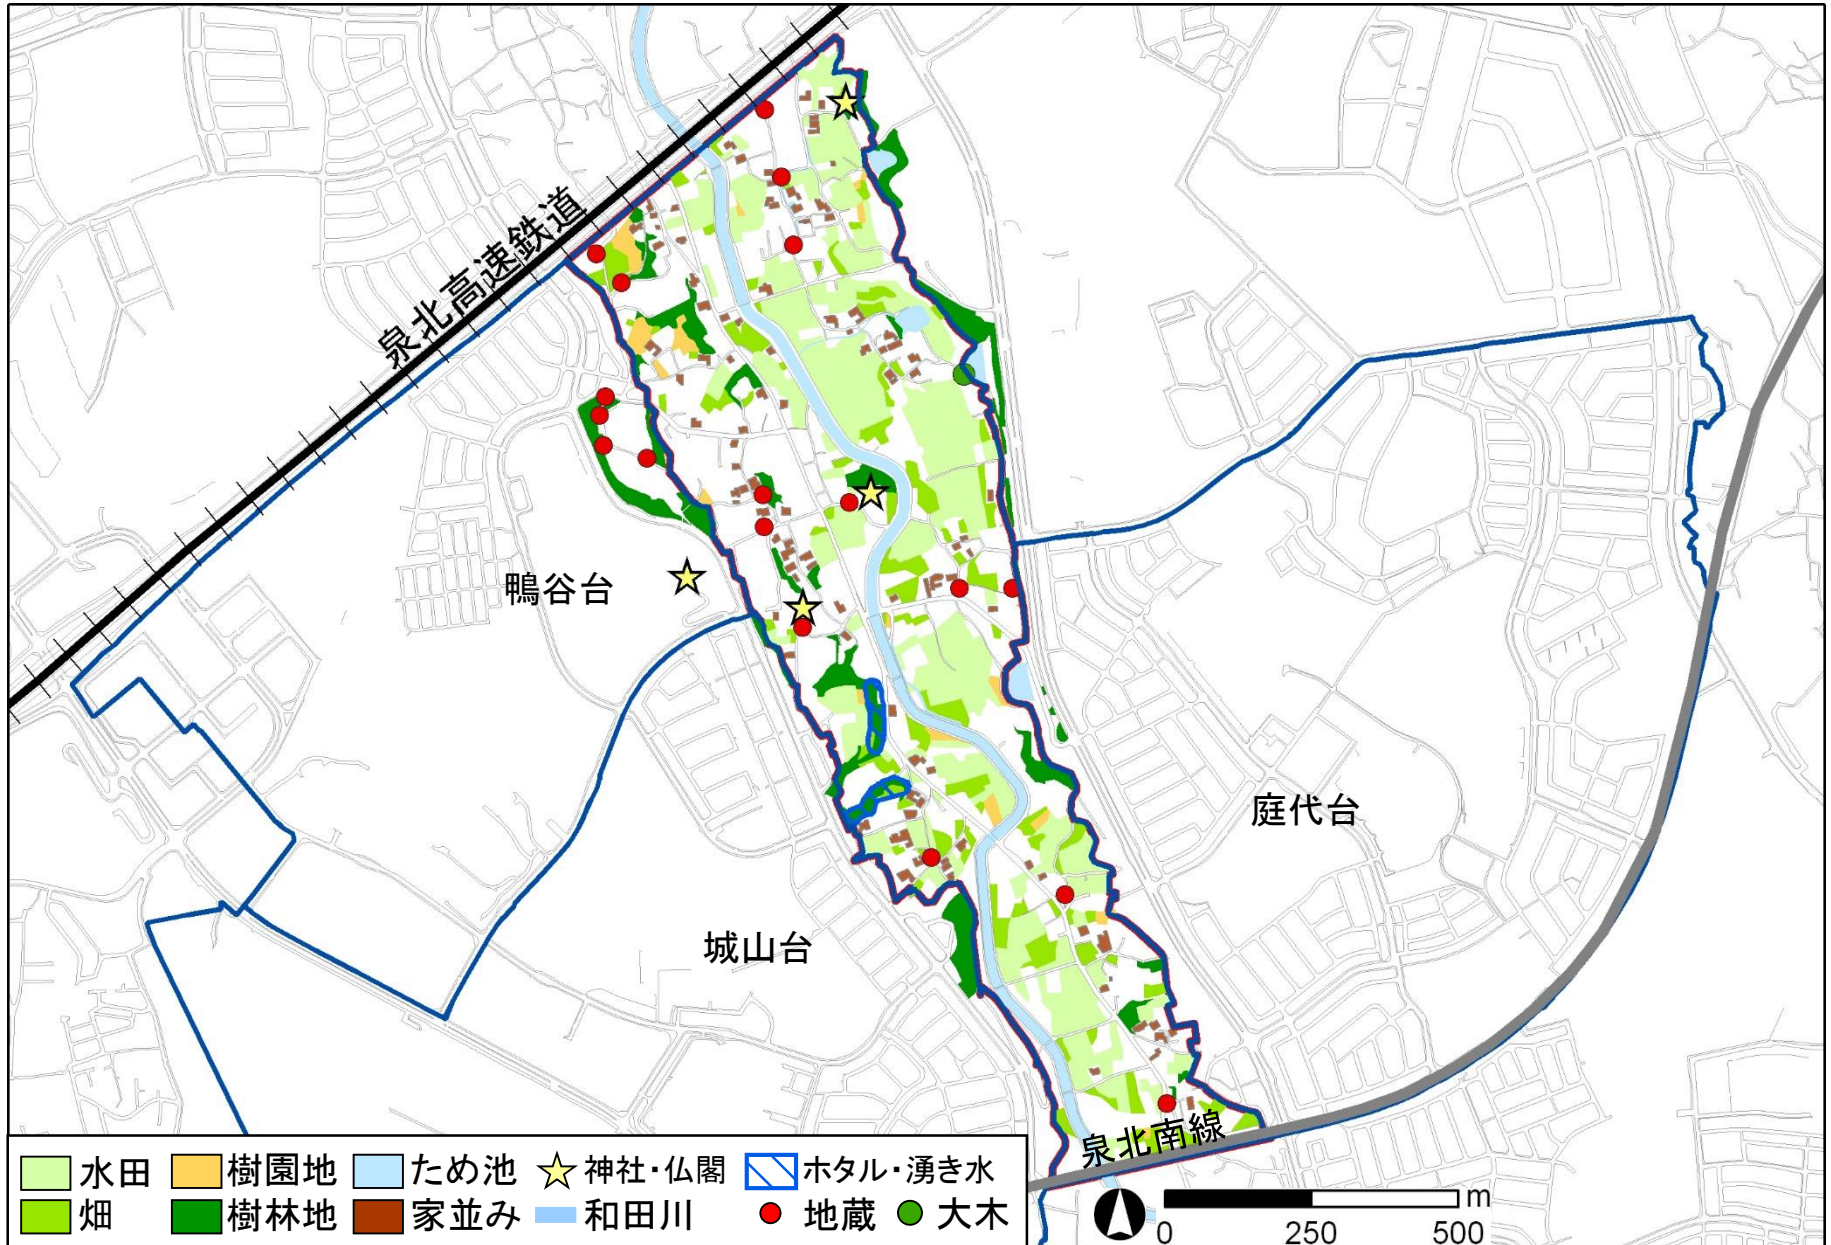 泉北高速鉄道
鴨谷台
庭代台
城山台
泉北南線
水田 樹園地 ため池 神社・仏閣 ホタル・湧き水
畑 樹林地 家並み 和田川 地蔵 大木
m
0 250 500